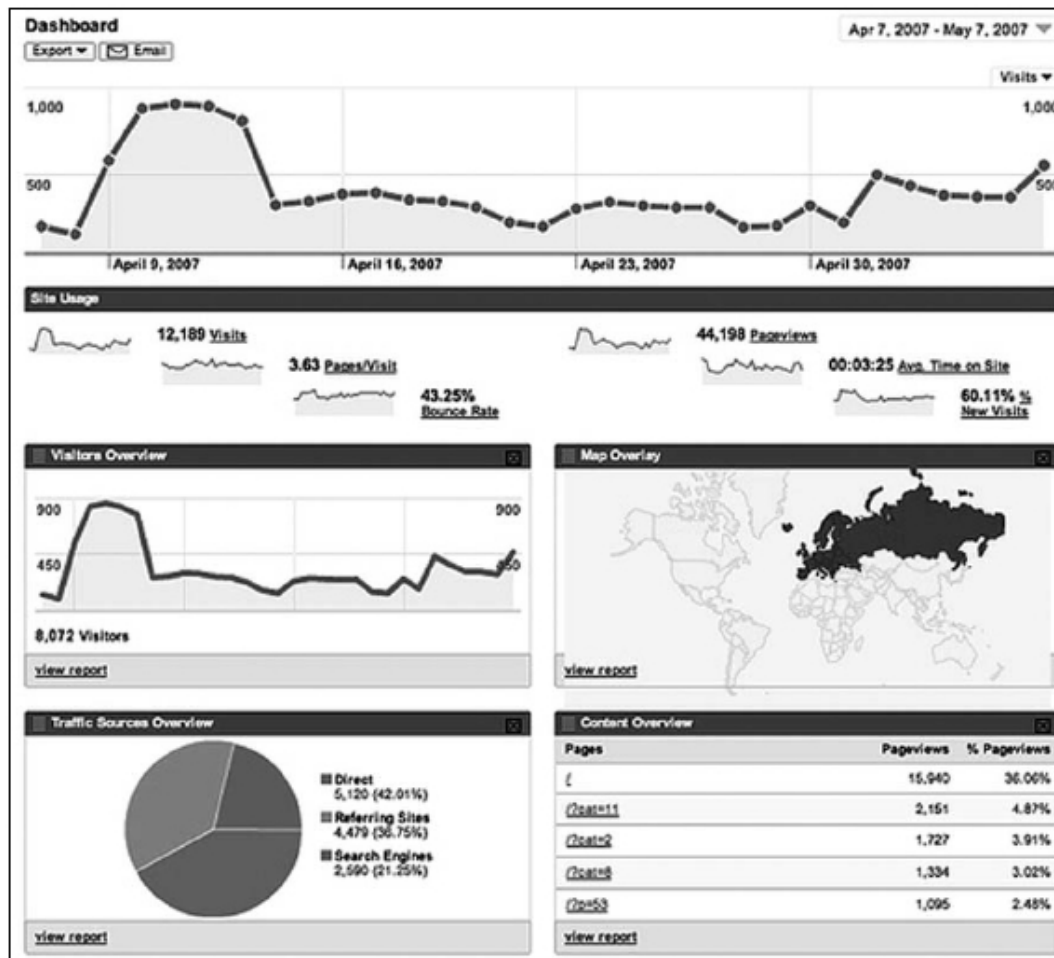 Dashboard
Apr 7, 2007 - May 7, 2007
Export Email
Visits
1,000 1,000
500 500
April 9, 2007 April 16, 2007 April 23, 2007 April 30, 2007
Site Usage
12,189 Visits
3.63 Pages/Visit
43.25%
Bounce Rate
44,198 Pageviews
00:03:25 Avg. Time on Site
60.11% %
New Visits
Visitors Overview
900 900
450 450
8,072 Visitors
view report
Map Overlay
view report
Traffic Sources Overview
Direct
5,120 (42.01%)
Referring Sites
4,479 (36.75%)
Search Engines
2,590 (21.25%)
view report
Content Overview
Pages Pageviews % Pageviews
/ 15,940 36.06%
/?cat=11 2,151 4.87%
/?cat=2 1,727 3.91%
/?cat=6 1,334 3.02%
/?p=53 1,095 2.48%
view report